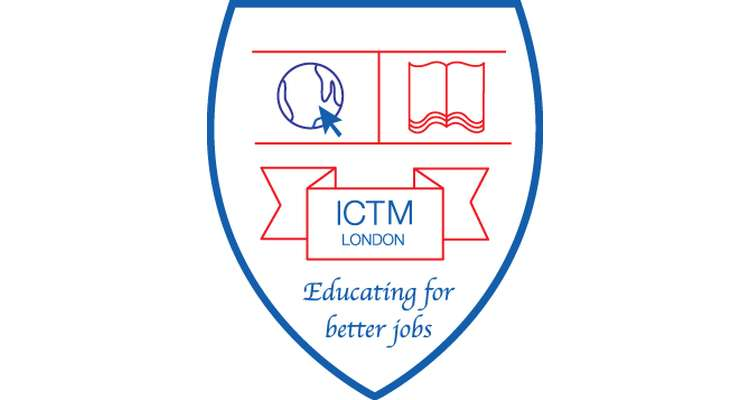 ICTM
LONDON
Educating for
better jobs